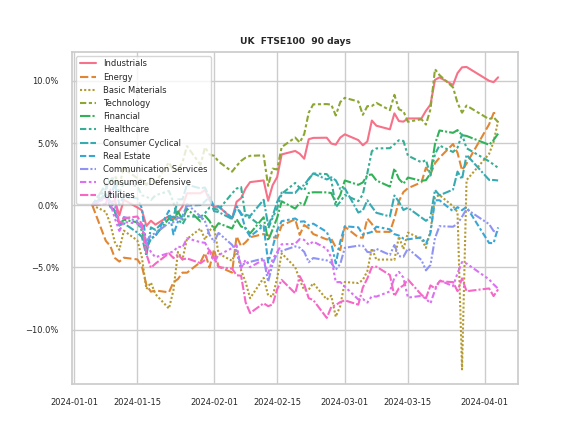 UK FTSE100 90 days
Industrials
Energy
Basic Materials
Technology
Financial
Healthcare
Consumer Cyclical
Real Estate
Communication Services
Consumer Defensive
Utilities
10.0%
5.0%
0.0%
−5.0%
−10.0%
2024-01-01 2024-01-15 2024-02-01 2024-02-15 2024-03-01 2024-03-15 2024-04-01